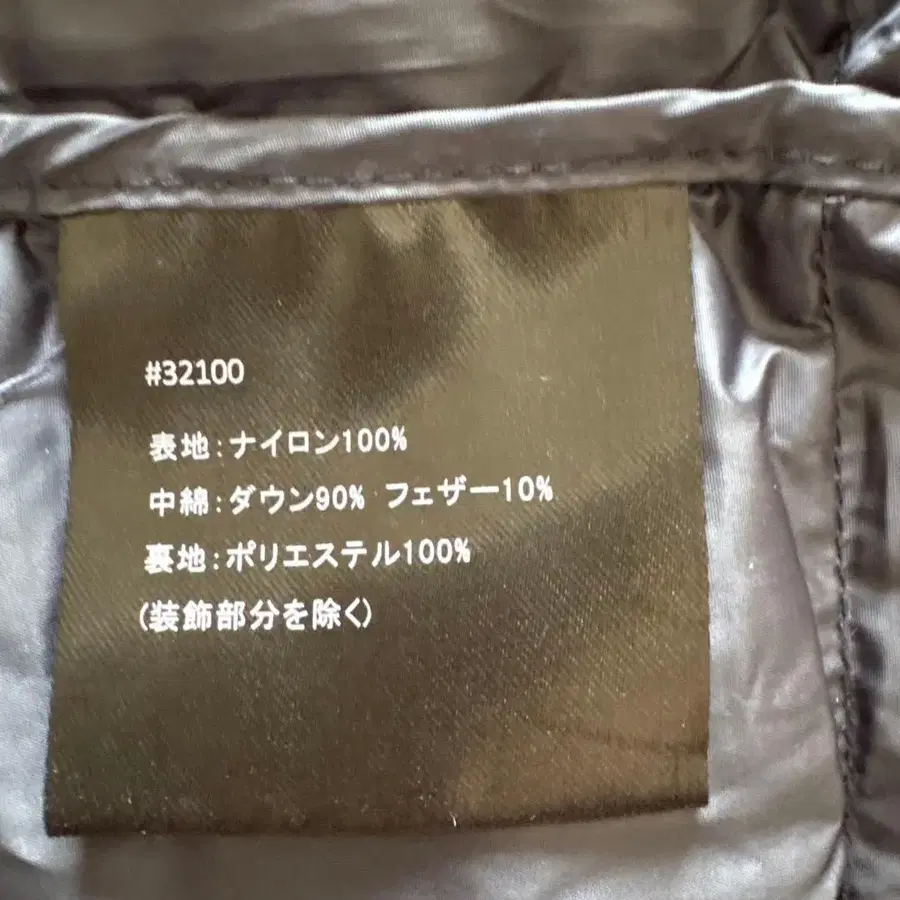 #32100
表地:ナイロン100%
中綿:ダウン90% フェザー10%
裏地:ポリエステル100%
(装飾部分を除く)